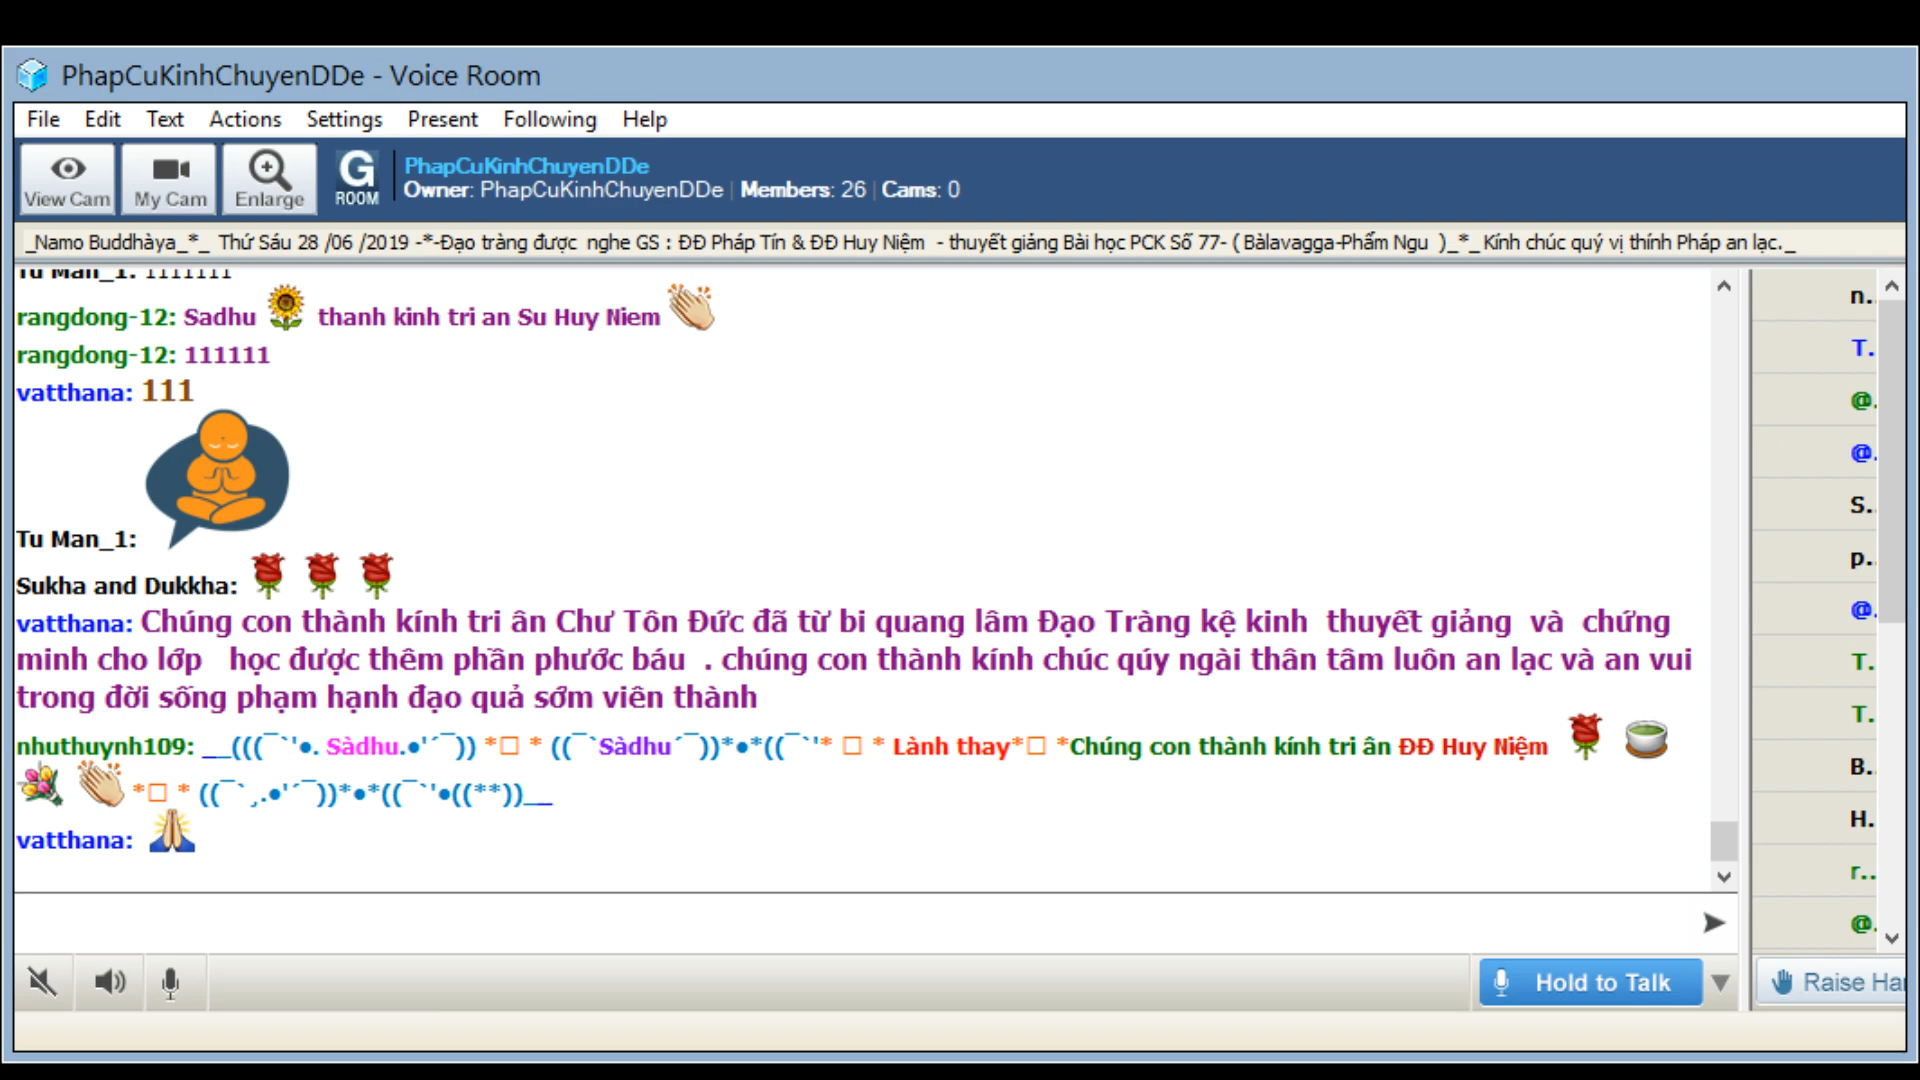 PhapCuKinhChuyenDDe - Voice Room
File Edit Text Actions Settings Present Following Help
View Cam My Cam Enlarge G ROOM
PhapCuKinhChuyenDDe
Owner: PhapCuKinhChuyenDDe | Members: 26 | Cams: 0
_Namo Buddhàya_*_ Thứ Sáu 28 /06 /2019 -*-Đạo tràng được nghe GS : ĐĐ Pháp Tín & ĐĐ Huy Niệm - thuyết giảng Bài học PCK Số 77- ( Bàlavagga-Phẩm Ngu )_*_Kính chúc quý vị thính Pháp an lạc._
Tu Man_1: 1111111
rangdong-12: Sadhu thanh kinh tri an Su Huy Niem
rangdong-12: 111111
vatthana: 111
Tu Man_1:
Sukha and Dukkha:
vatthana: Chúng con thành kính tri ân Chư Tôn Đức đã từ bi quang lâm Đạo Tràng kệ kinh thuyết giảng và chứng
minh cho lớp học được thêm phần phước báu . chúng con thành kính chúc qúy ngài thân tâm luôn an lạc và an vui
trong đời sống phạm hạnh đạo quả sớm viên thành
nhuthuynh109: __(((¯`'●. Sàdhu.●'´¯)) *□ * ((¯`Sàdhu´¯))*●*((¯`'* □ * Lành thay*□ *Chúng con thành kính tri ân ĐĐ Huy Niệm
*□ * ((¯`¸.●'´¯))*●*((¯`'●((**))__
vatthana:
n..
T.
@.
@.
S..
p..
@.
T.
T.
B..
H.
r...
@.
Hold to Talk
Raise Ha